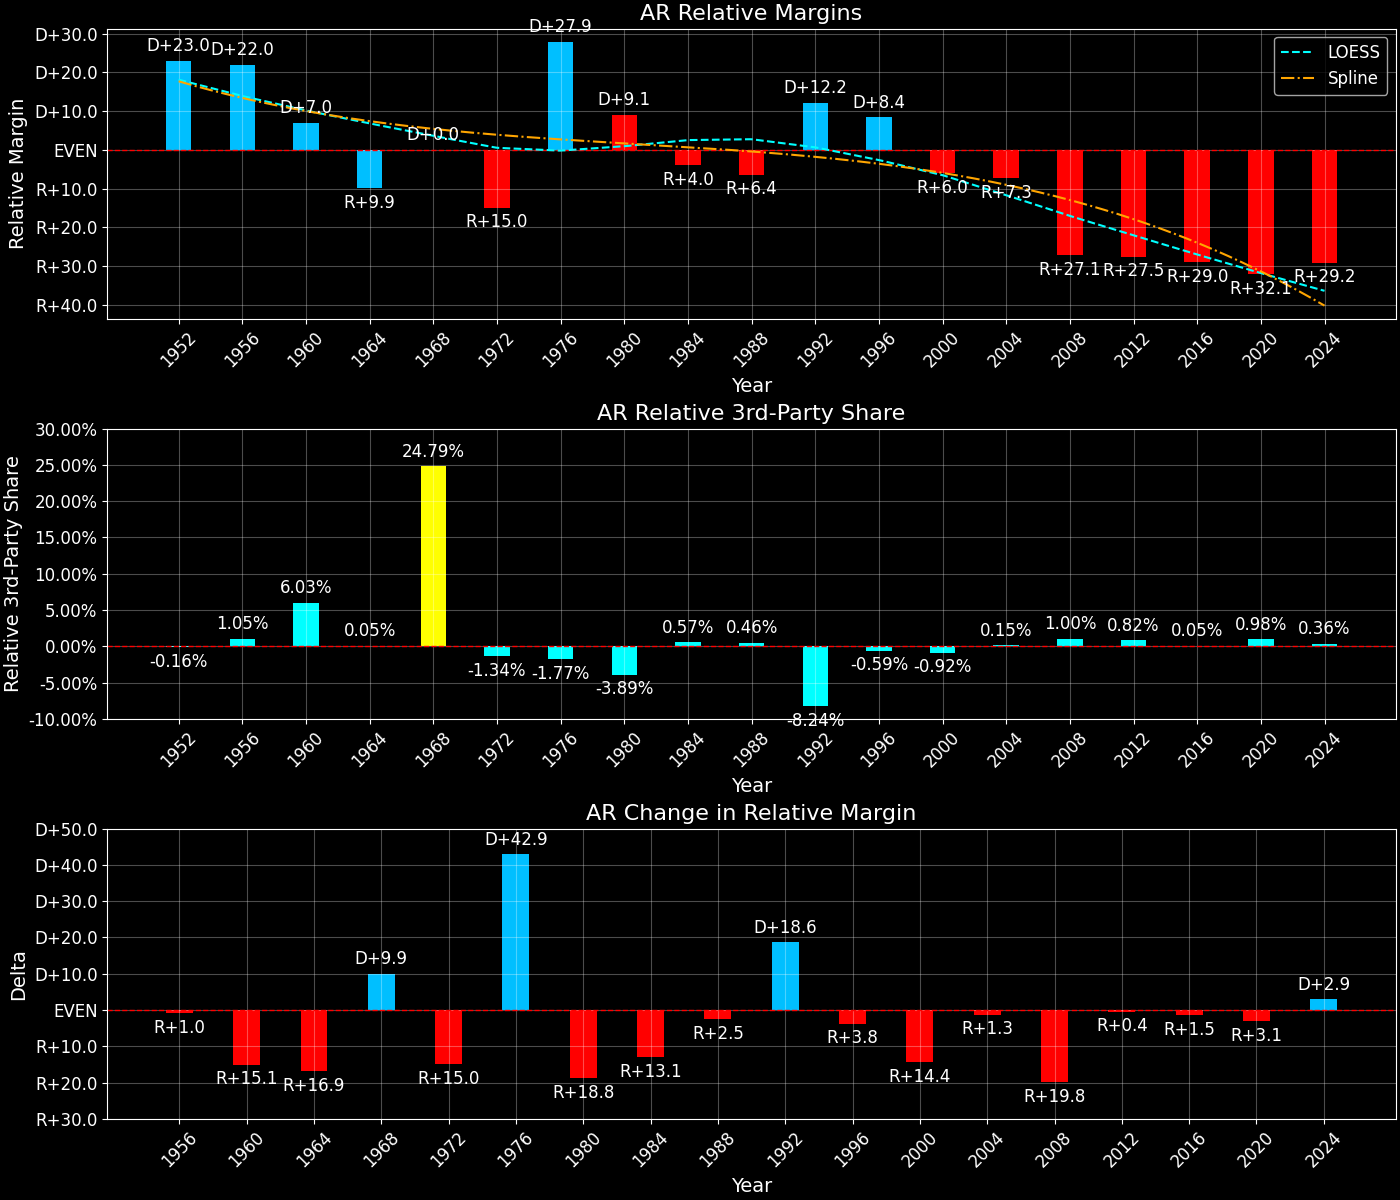 AR Relative Margins
Relative Margin
D+30.0
D+20.0
D+10.0
EVEN
R+10.0
R+20.0
R+30.0
R+40.0
D+23.0
D+22.0
D+7.0
R+9.9
D+0.0
R+15.0
D+27.9
D+9.1
R+4.0
R+6.4
D+12.2
D+8.4
R+6.0
R+7.3
R+27.1
R+27.5
R+29.0
R+32.1
R+29.2
LOESS
Spline
1952 1956 1960 1964 1968 1972 1976 1980 1984 1988 1992 1996 2000 2004 2008 2012 2016 2020 2024
Year
AR Relative 3rd-Party Share
Relative 3rd-Party Share
30.00%
25.00%
20.00%
15.00%
10.00%
5.00%
0.00%
-5.00%
-10.00%
-0.16%
1.05%
6.03%
0.05%
24.79%
-1.34%
-1.77%
-3.89%
0.57%
0.46%
-8.24%
-0.59%
-0.92%
0.15%
1.00%
0.82%
0.05%
0.98%
0.36%
1952 1956 1960 1964 1968 1972 1976 1980 1984 1988 1992 1996 2000 2004 2008 2012 2016 2020 2024
Year
AR Change in Relative Margin
Delta
D+50.0
D+40.0
D+30.0
D+20.0
D+10.0
EVEN
R+10.0
R+20.0
R+30.0
R+1.0
R+15.1
R+16.9
D+9.9
R+15.0
D+42.9
R+18.8
R+13.1
R+2.5
D+18.6
R+3.8
R+14.4
R+1.3
R+19.8
R+0.4
R+1.5
R+3.1
D+2.9
1956 1960 1964 1968 1972 1976 1980 1984 1988 1992 1996 2000 2004 2008 2012 2016 2020 2024
Year